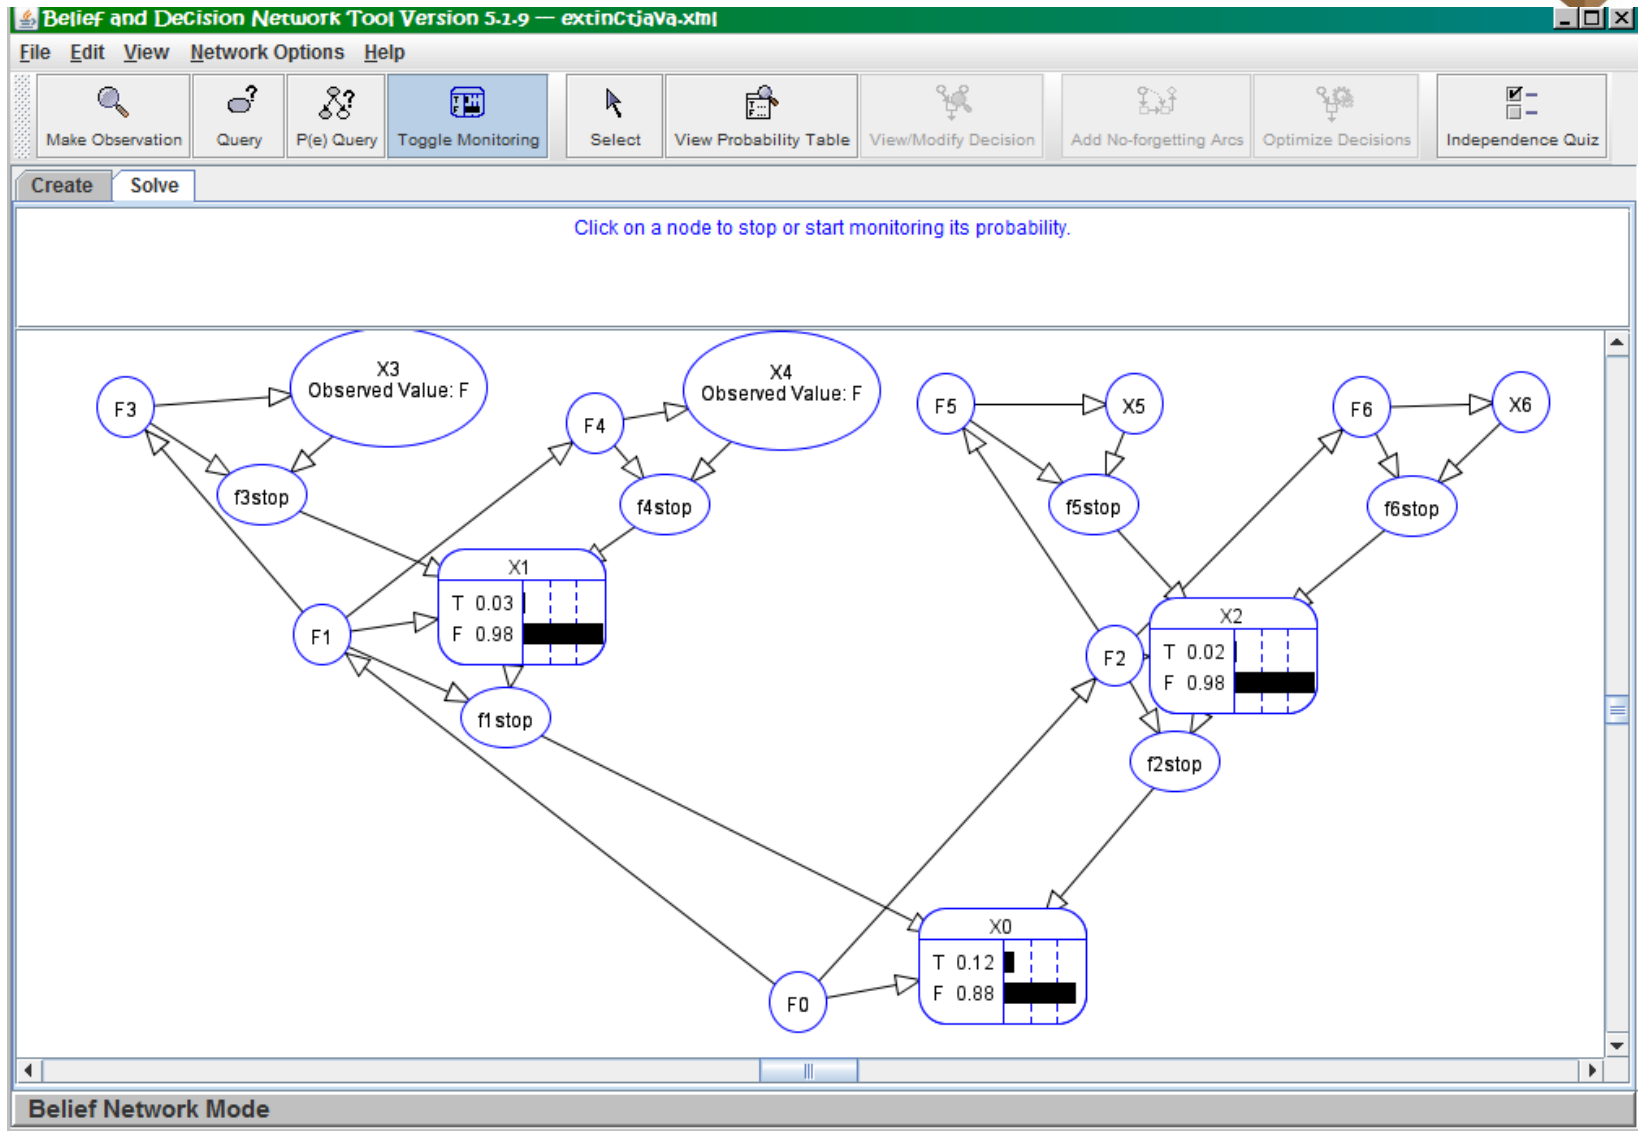 Belief and Decision Network Tool Version 5.1.9 — extinctjava.xml
File Edit View Network Options Help
Make Observation Query P(e) Query Toggle Monitoring Select View Probability Table View/Modify Decision Add No-forgetting Arcs Optimize Decisions Independence Quiz
Create Solve
Click on a node to stop or start monitoring its probability.
X3
Observed Value: F
X4
Observed Value: F
F3
F4
F5
X5
F6
X6
f3stop
f4stop
f5stop
f6stop
X1
T 0.03
F 0.98
F1
X2
T 0.02
F 0.98
F2
f1stop
f2stop
X0
T 0.12
F 0.88
F0
Belief Network Mode